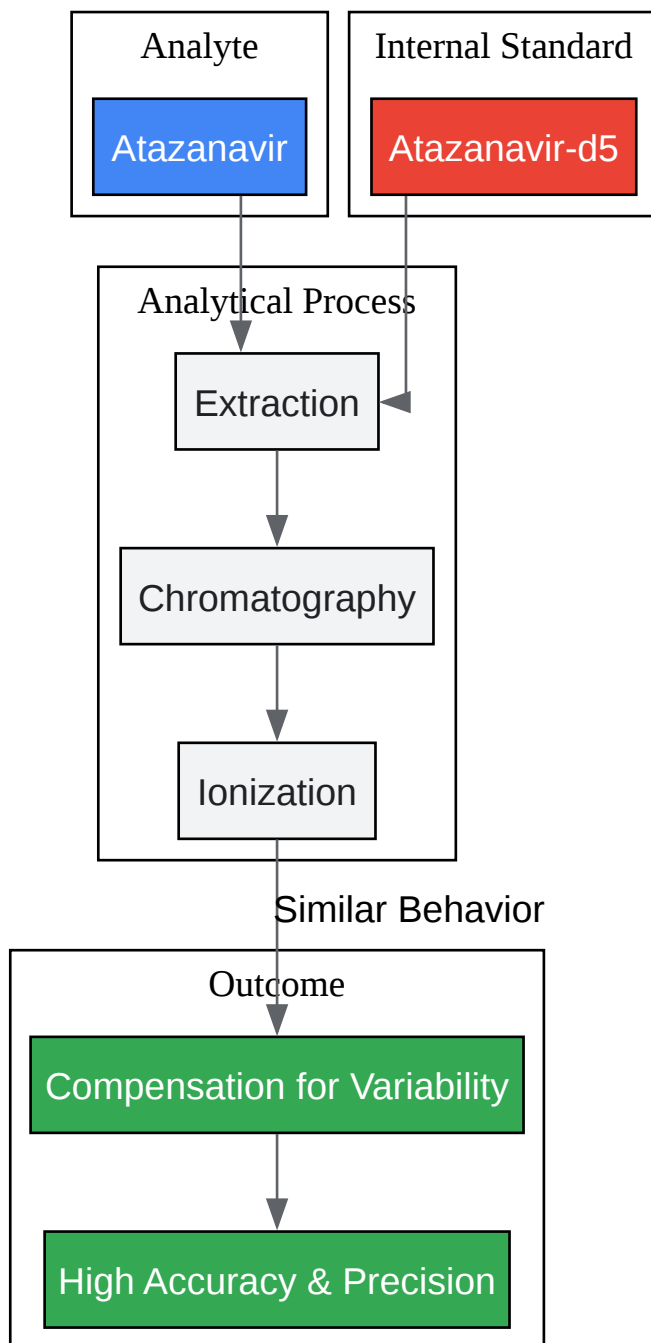 Analyte
Internal Standard
Atazanavir
Atazanavir-d5
Analytical Process
Extraction
Chromatography
Ionization
Similar Behavior
Outcome
Compensation for Variability
High Accuracy & Precision